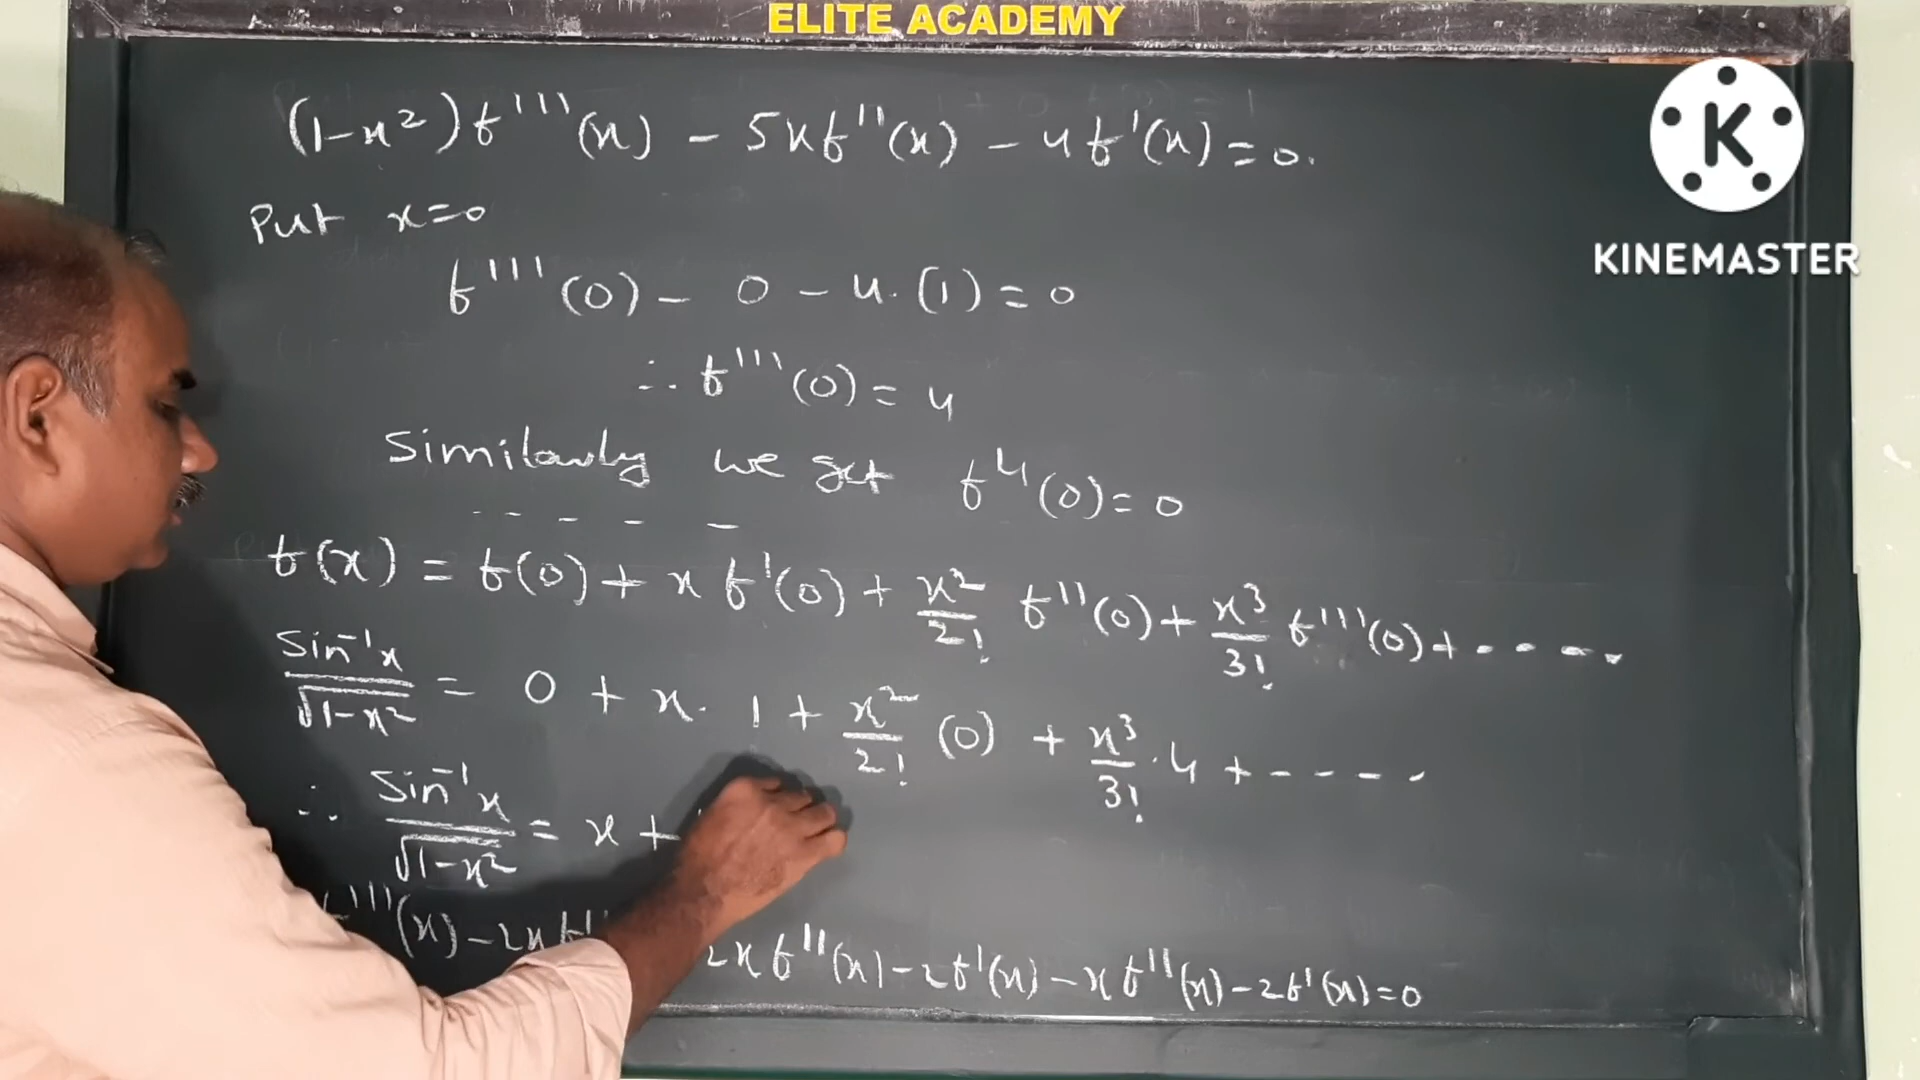 ELITE ACADEMY
(1-x²)f'''(x) - 5xf''(x) - 4f'(x) = 0.
KINEMASTER
Put x=0
f'''(0) - 0 - 4.(1) = 0
∴ f'''(0) = 4
Similarly we get f⁴(0) = 0
- - - - -
f(x) = f(0) + x f'(0) + x²/2! f''(0) + x³/3! f'''(0) + - - - -
Sin⁻¹x/√1-x² = 0 + x. 1 + x²/2! (0) + x³/3! .4 + - - - -
∴ Sin⁻¹x/√1-x² = x +
f'''(x) - 2xf' 2xf''(x) - 2f'(x) - xf''(x) - 2f'(x) = 0